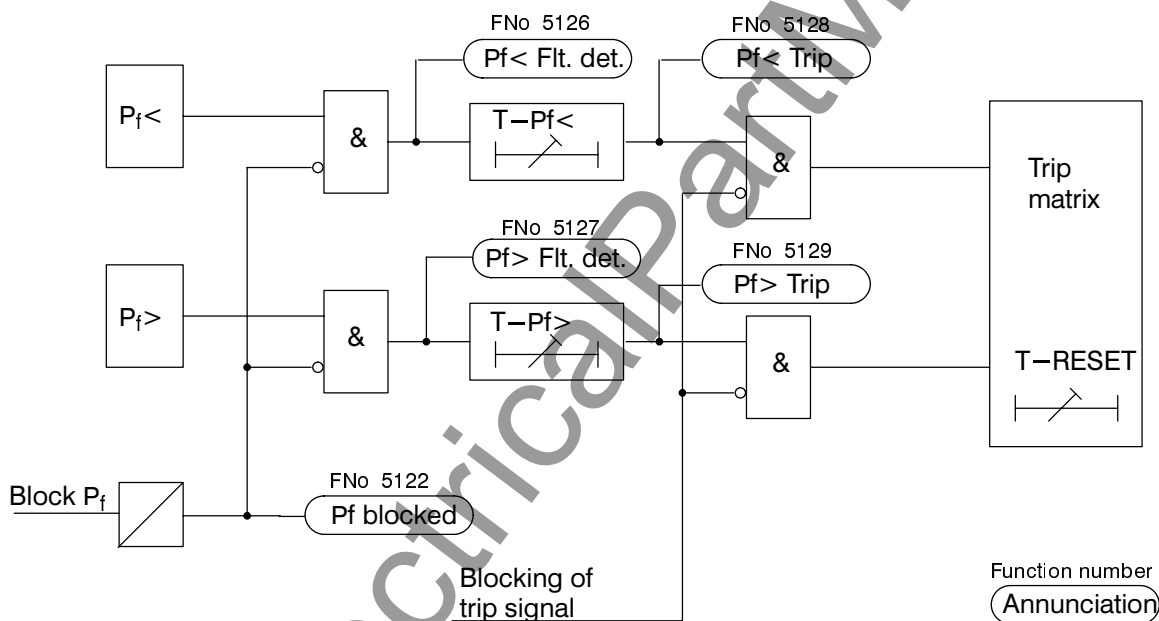 FNo 5126
Pf< Flt. det.
FNo 5128
Pf< Trip
Pf<
&
T–Pf<
&
Trip
matrix
FNo 5127
Pf> Flt. det.
FNo 5129
Pf> Trip
Pf>
&
T–Pf>
&
T–RESET
FNo 5122
Block Pf
Pf blocked
Blocking of
trip signal
Function number
Annunciation
ctricalPartM